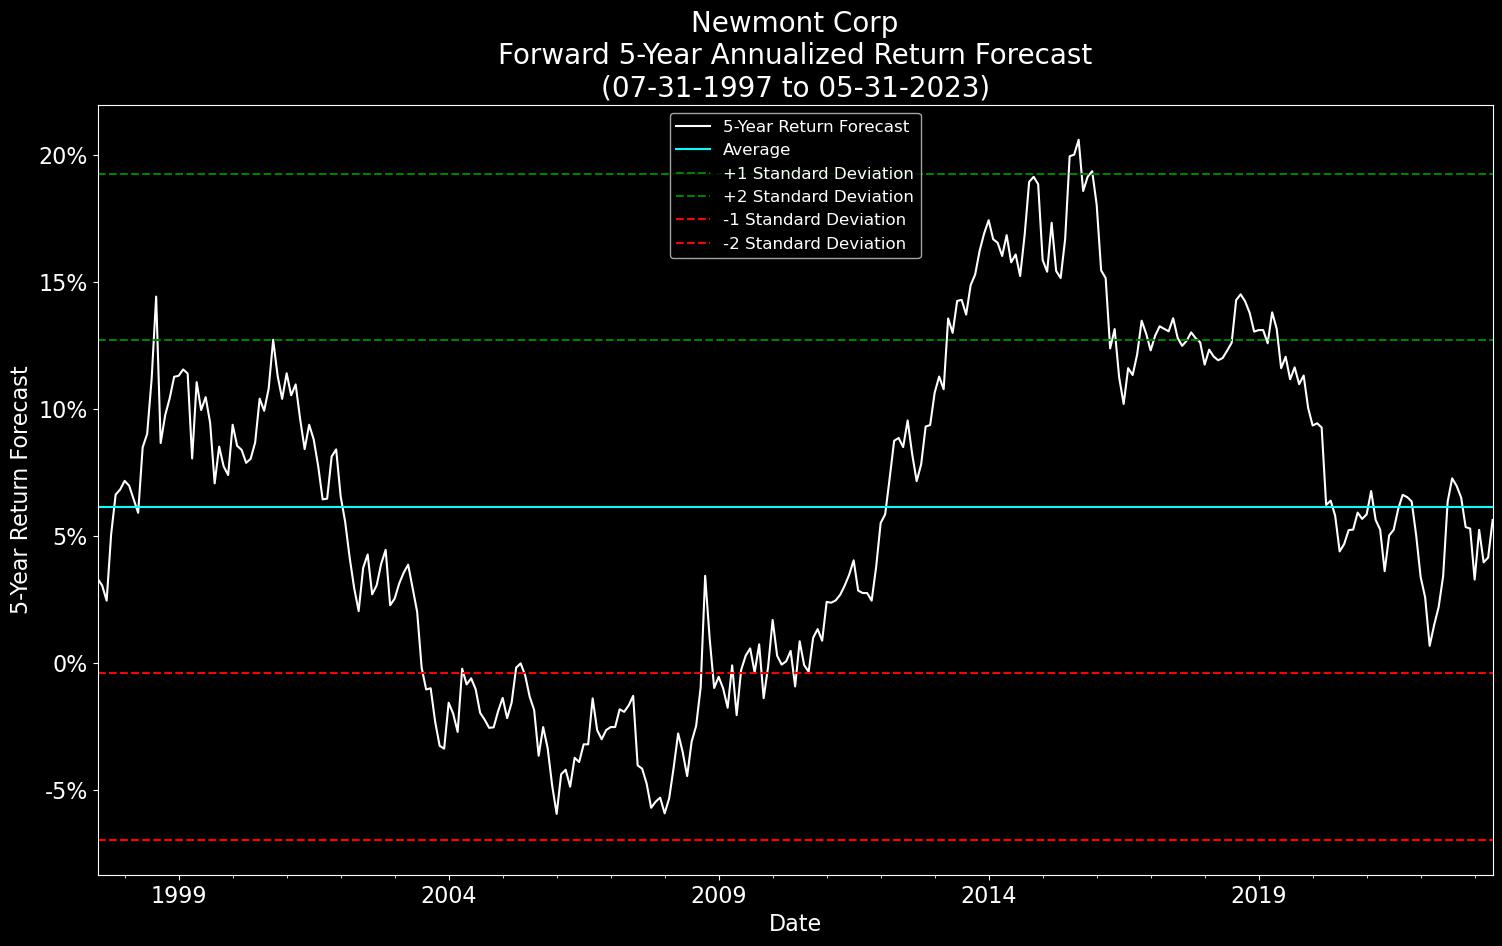 Newmont Corp
Forward 5-Year Annualized Return Forecast
(07-31-1997 to 05-31-2023)
5-Year Return Forecast
Average
+1 Standard Deviation
+2 Standard Deviation
-1 Standard Deviation
-2 Standard Deviation
20%
15%
10%
5%
0%
-5%
5-Year Return Forecast
1999 2004 2009 2014 2019
Date